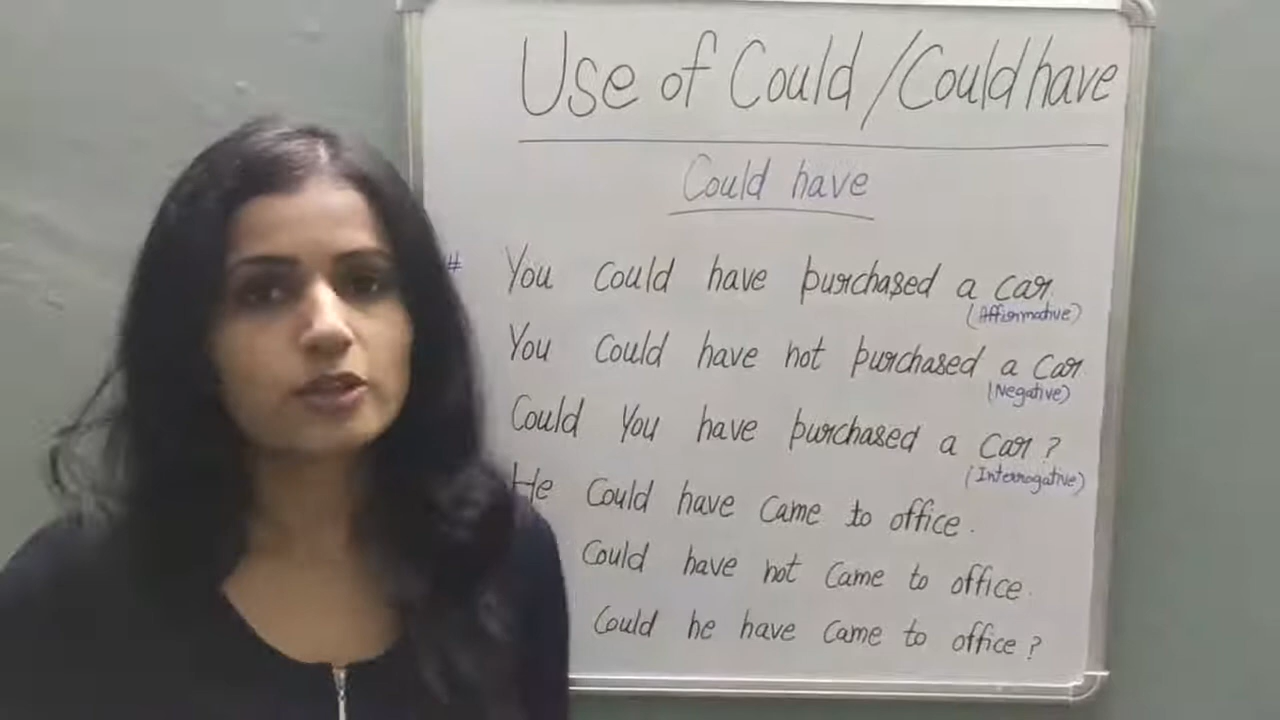 Use of Could / Could have
Could have
# You Could have purchased a car.
(Affirmative)
You Could have not purchased a car
(Negative)
Could You have purchased a car?
(Interrogative)
He Could have came to office.
Could have not came to office.
Could he have came to office?